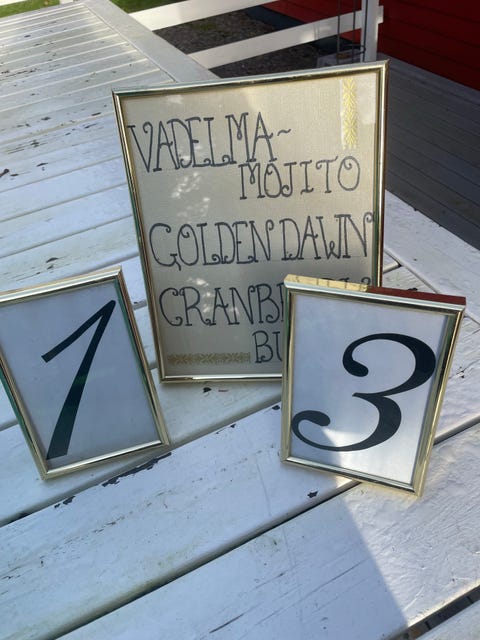 VADELMA~
MOJITO
GOLDEN DAWN
1
3